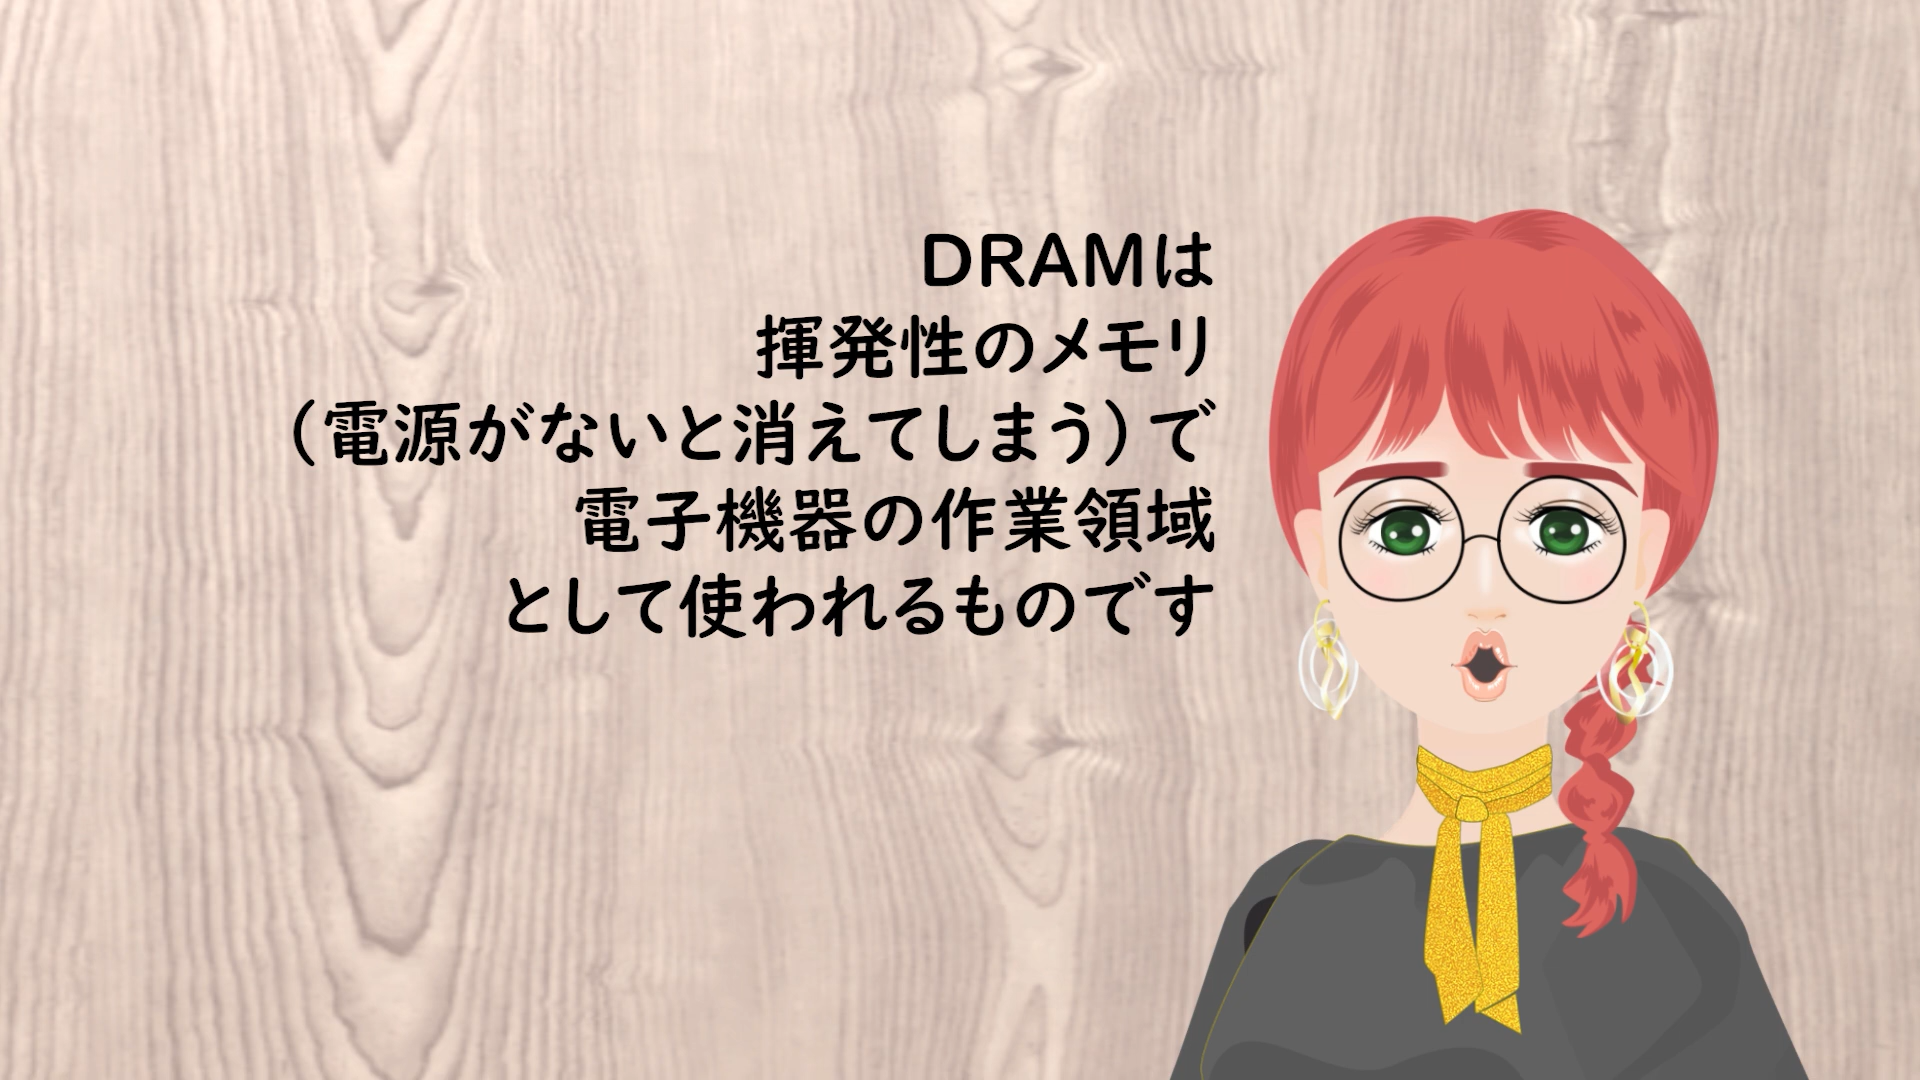 DRAMは
揮発性のメモリ
（電源がないと消えてしまう）で
電子機器の作業領域
として使われるものです